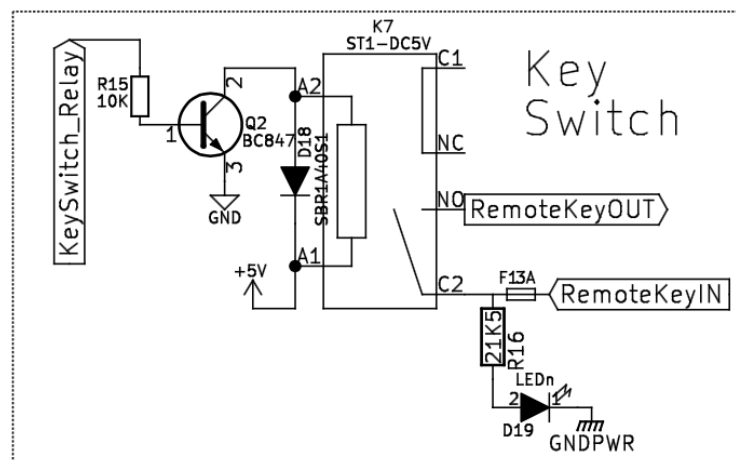 K7
ST1-DC5V
Key
Switch
KeySwitch_Relay
R15
10K
1
2
3
Q2
BC847
GND
D18
SBR1A40S1
A2
A1
+5V
C1
NC
NO
C2
RemoteKeyOUT
F13A
RemoteKeyIN
21K5
R16
LEDn
2
1
D19
GNDPWR